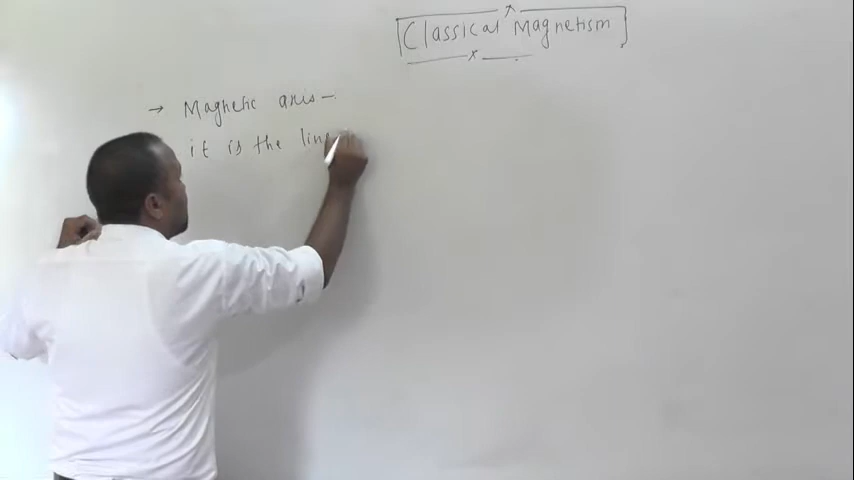 Classical Magnetism
→ Magnetic axis –
it is the line